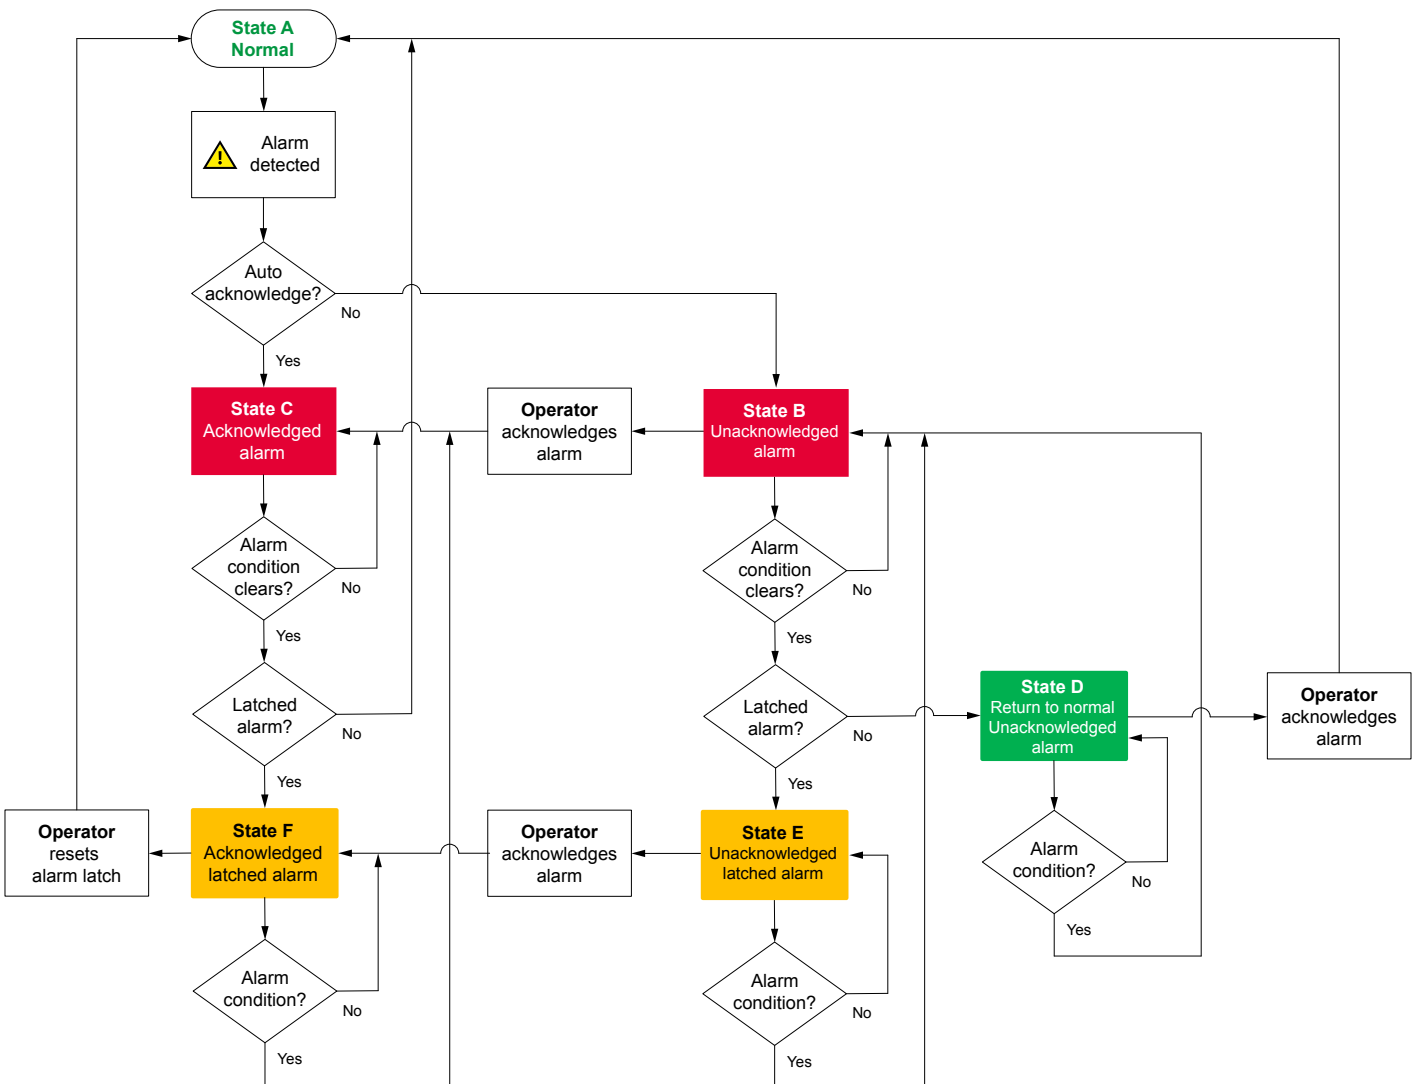 State A
Normal
Alarm
detected
Auto
acknowledge?
No
Yes
State C
Acknowledged
alarm
Operator
acknowledges
alarm
State B
Unacknowledged
alarm
Alarm
condition
clears?
No
Yes
Alarm
condition
clears?
No
Yes
Latched
alarm?
No
Yes
Latched
alarm?
No
Yes
State D
Return to normal
Unacknowledged
alarm
Operator
acknowledges
alarm
Operator
resets
alarm latch
State F
Acknowledged
latched alarm
Operator
acknowledges
alarm
State E
Unacknowledged
latched alarm
Alarm
condition?
No
Yes
Alarm
condition?
No
Yes
Alarm
condition?
No
Yes